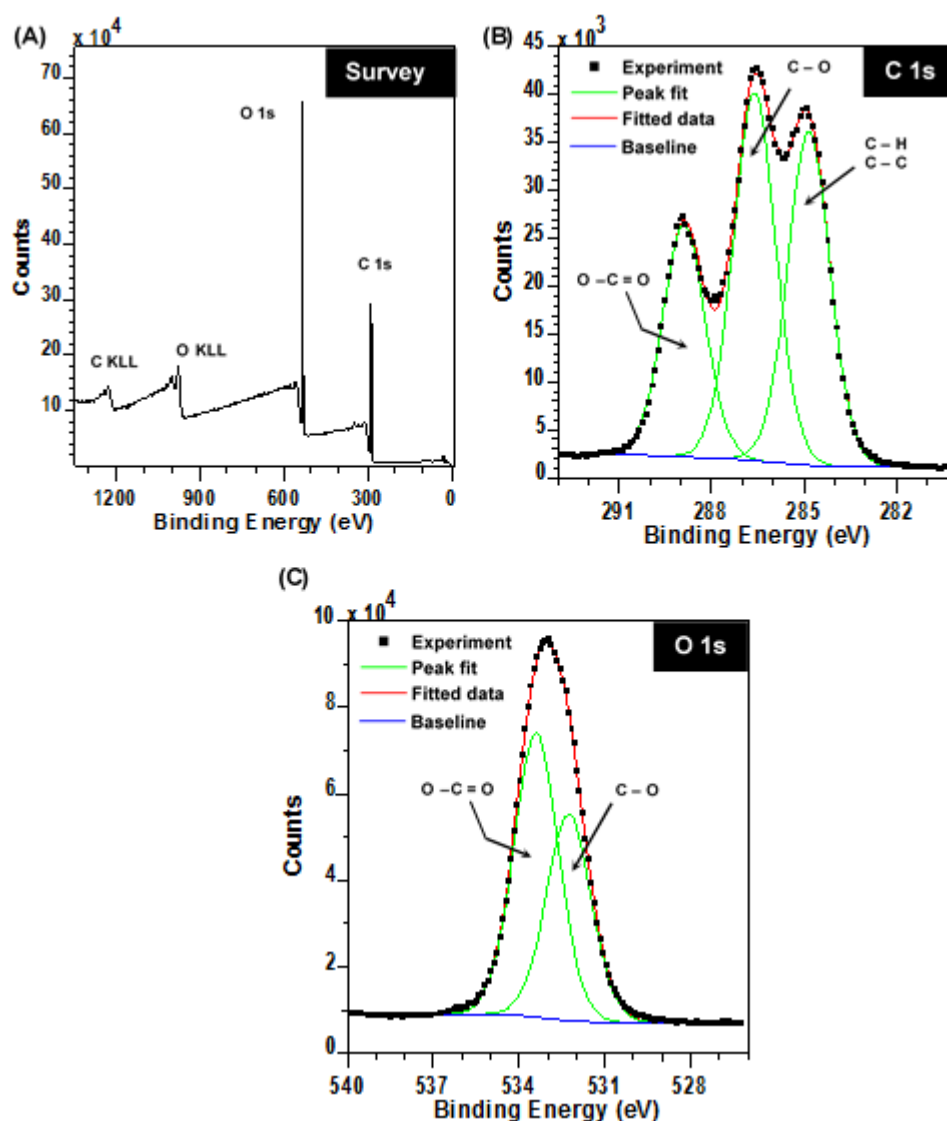 (A)
x 10^4
Survey
70
60
50
40
30
20
10
Counts
O 1s
C 1s
C KLL
O KLL
1200 900 600 300 0
Binding Energy (eV)
(B)
x 10^3
C 1s
45
40
35
30
25
20
15
10
5
0
Counts
Experiment
Peak fit
Fitted data
Baseline
C – O
C – H
C – C
O –C = O
291 288 285 282
Binding Energy (eV)
(C)
x 10^4
O 1s
10
8
6
4
2
0
Counts
Experiment
Peak fit
Fitted data
Baseline
O –C = O
C – O
540 537 534 531 528
Binding Energy (eV)